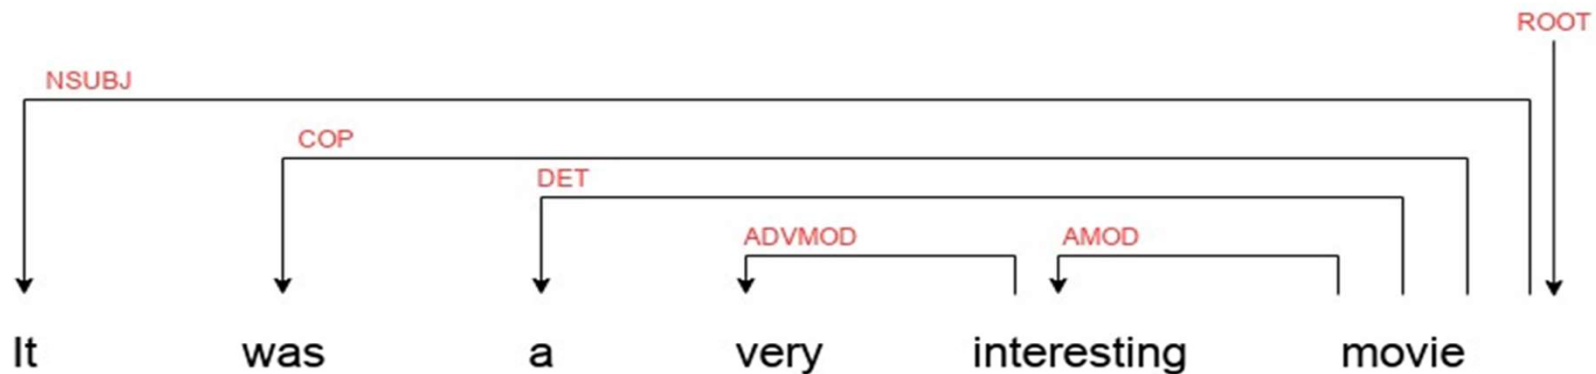 ROOT
NSUBJ
COP
DET
ADVMOD AMOD
It was a very interesting movie